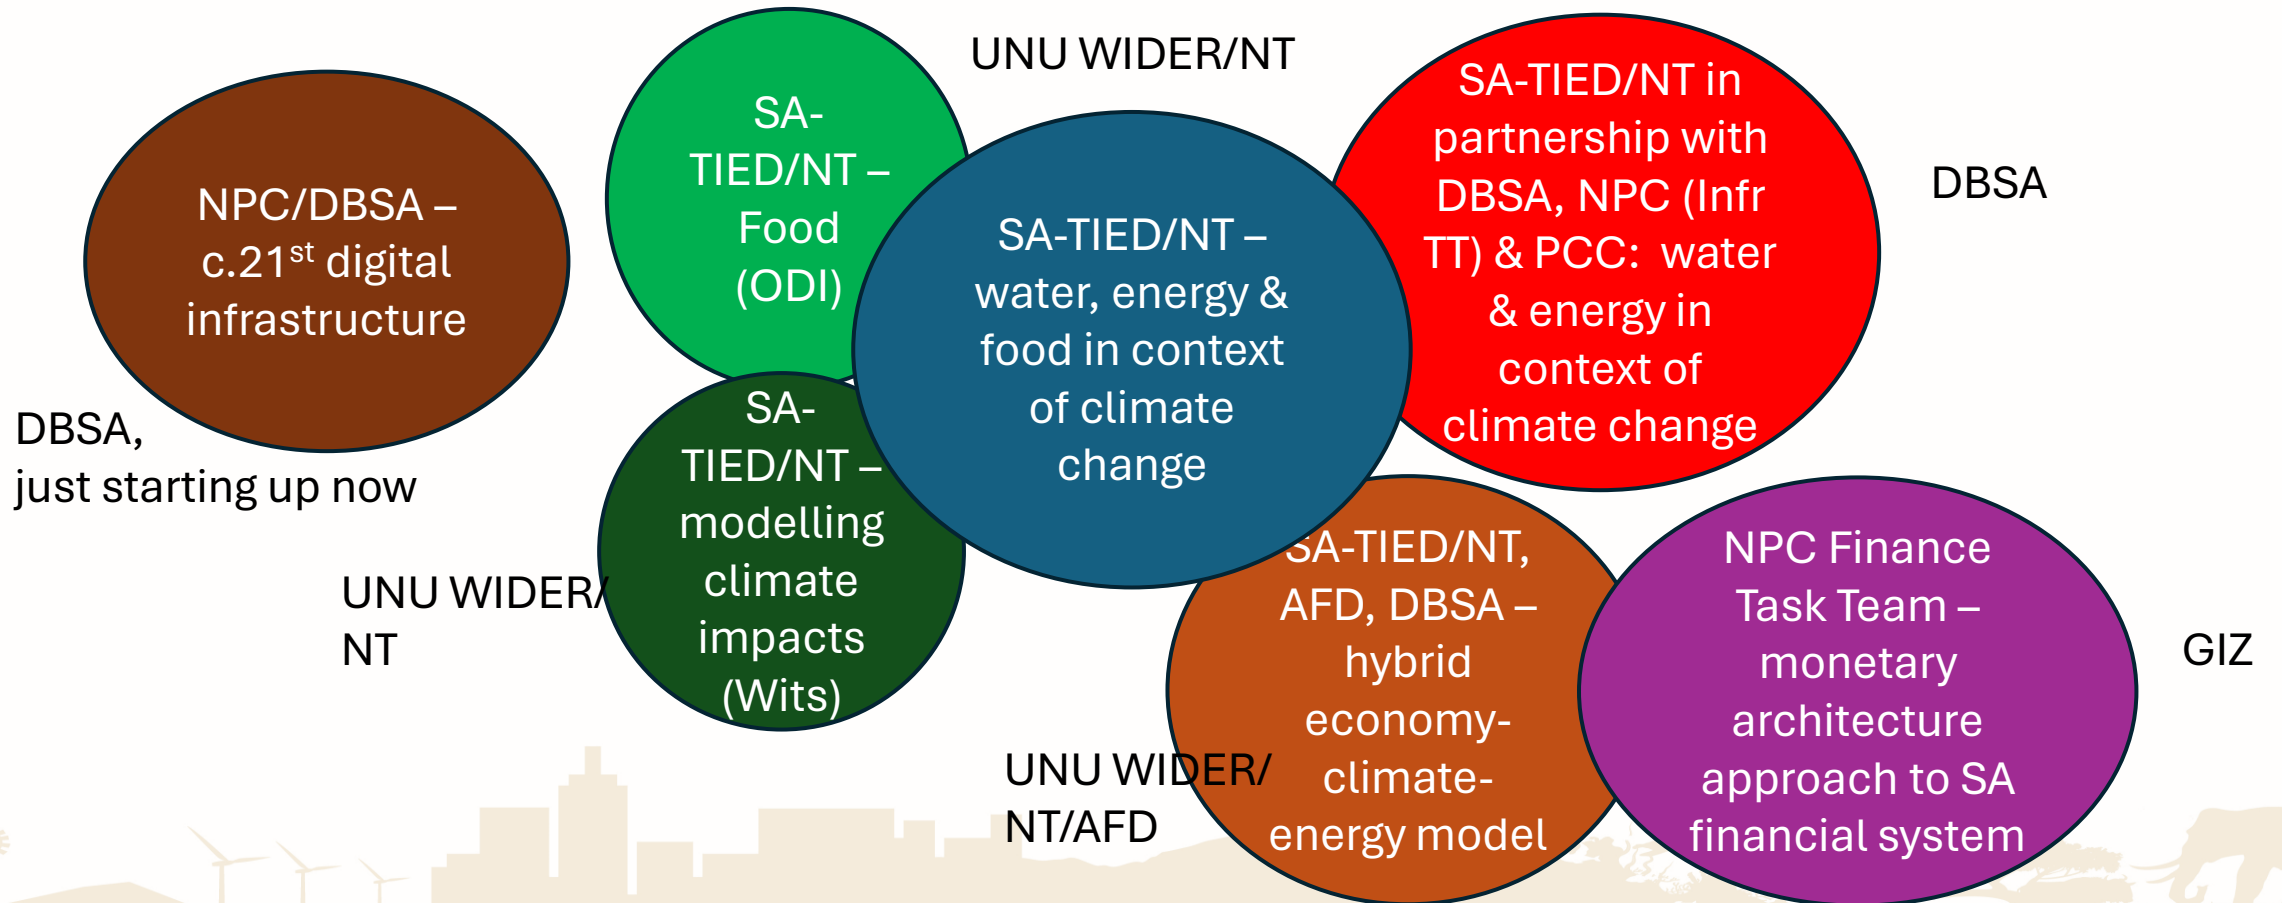 NPC/DBSA –
c.21st digital
infrastructure
DBSA,
just starting up now
SA-
TIED/NT –
Food
(ODI)
UNU WIDER/NT
SA-TIED/NT –
water, energy &
food in context
of climate
change
SA-TIED/NT in
partnership with
DBSA, NPC (Infr
TT) & PCC: water
& energy in
context of
climate change
DBSA
SA-
TIED/NT –
modelling
climate
impacts
(Wits)
UNU WIDER/
NT
SA-TIED/NT,
AFD, DBSA –
hybrid
economy-
climate-
energy model
UNU WIDER/
NT/AFD
NPC Finance
Task Team –
monetary
architecture
approach to SA
financial system
GIZ